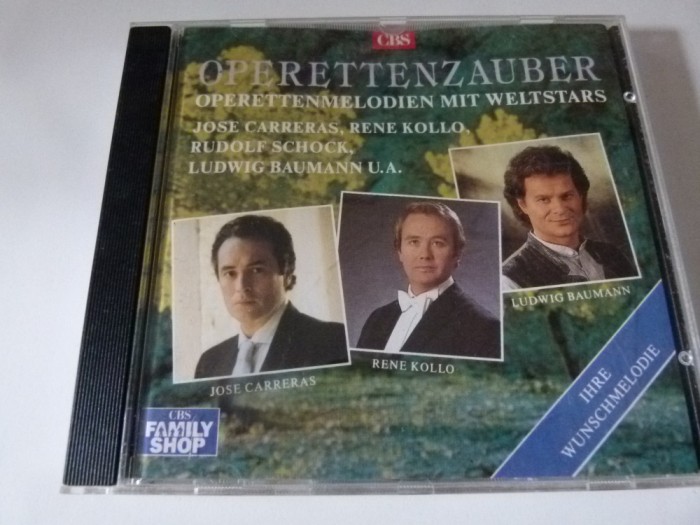 CBS
OPERETTENZAUBER
OPERETTENMELODIEN MIT WELTSTARS
JOSE CARRERAS, RENE KOLLO,
RUDOLF SCHOCK,
LUDWIG BAUMANN U.A.
LUDWIG BAUMANN
RENE KOLLO
JOSE CARRERAS
IHRE
WUNSCHMELODIE
CBS
FAMILY
SHOP